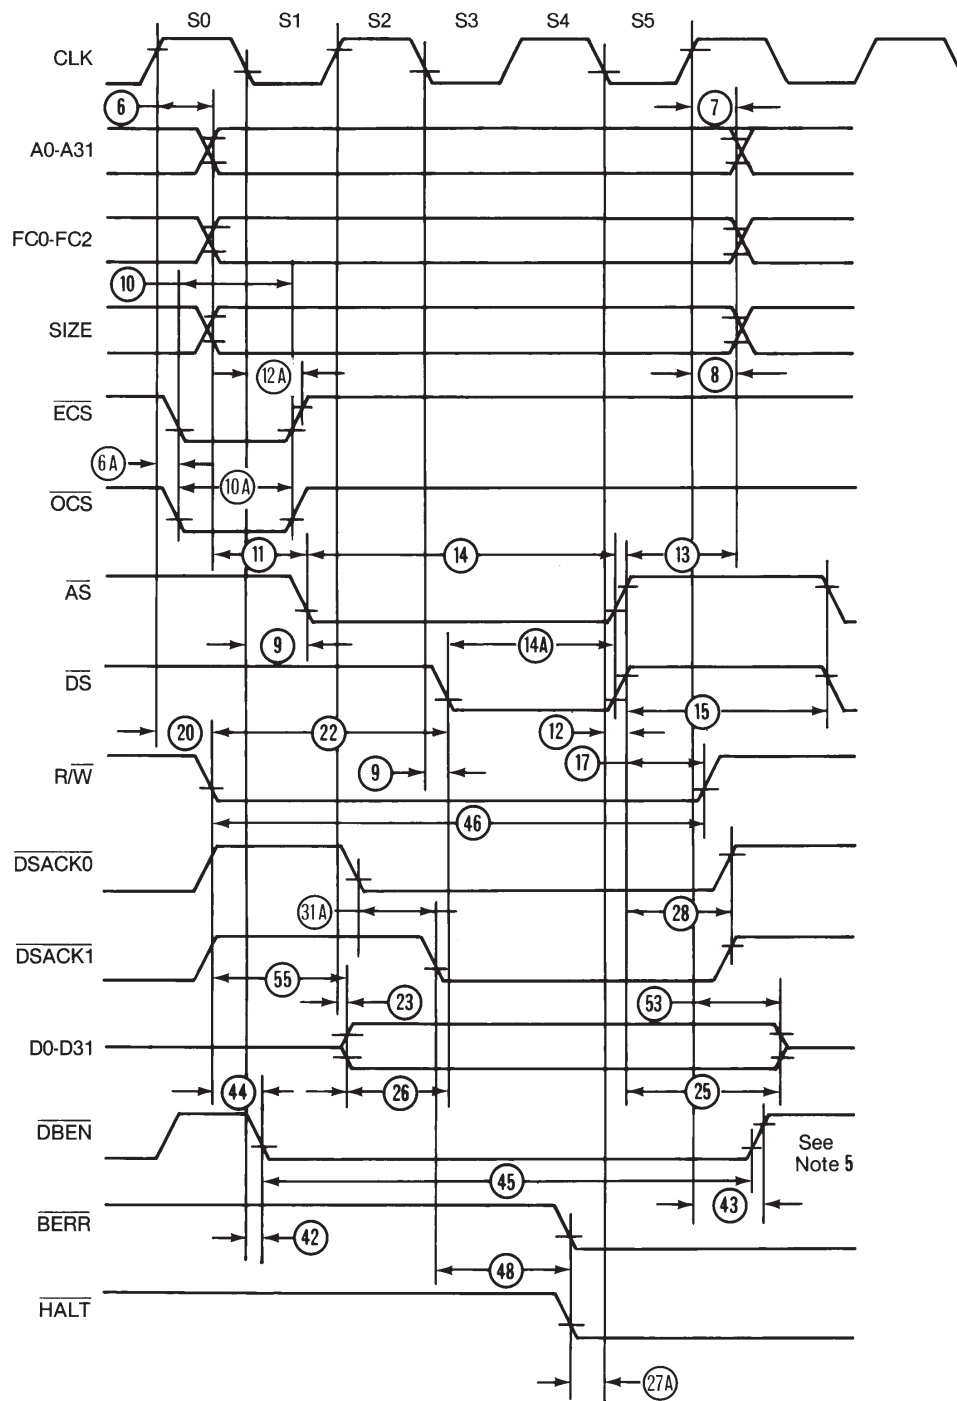 S0 S1 S2 S3 S4 S5
CLK
6 7
A0-A31
FC0-FC2
10
SIZE
12A 8
ECS
6A 10A
OCS
11 14 13
AS
9 14A
DS
20 22 12 15
17
R/W 9
46
DSACK0
31A 28
DSACK1
55 23 53
D0-D31
44 26 25
DBEN
See
Note 5
45
43
BERR
42
48
HALT
27A